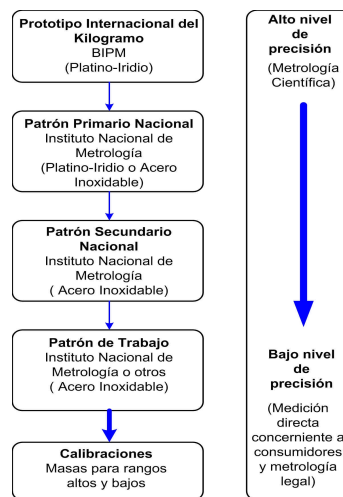 Prototipo Internacional del
Kilogramo
BIPM
(Platino-Iridio)
Patrón Primario Nacional
Instituto Nacional de
Metrología
(Platino-Iridio o Acero
Inoxidable)
Patrón Secundario
Nacional
Instituto Nacional de
Metrología
( Acero Inoxidable)
Patrón de Trabajo
Instituto Nacional de
Metrología o otros
( Acero Inoxidable)
Calibraciones
Masas para rangos
altos y bajos
Alto nivel
de
precisión
(Metrología
Científica)
Bajo nivel
de
precisión
(Medición
directa
concerniente a
consumidores
y metrología
legal)